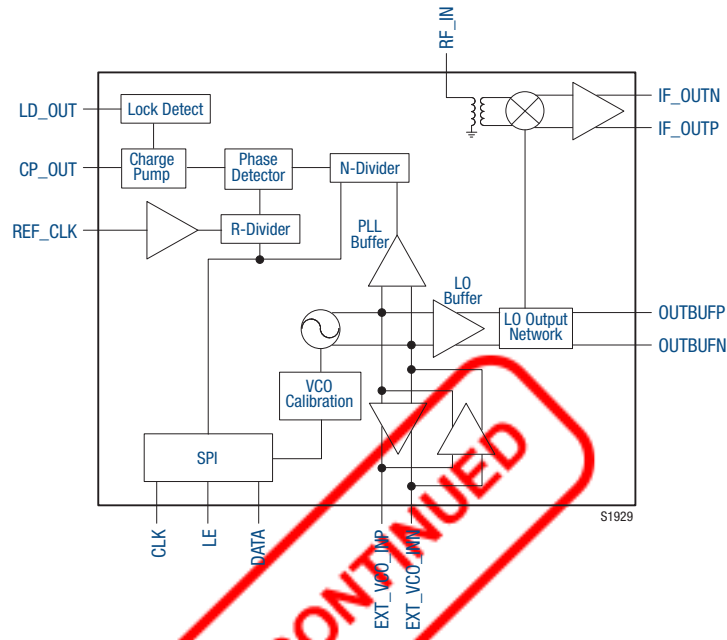 RF_IN
LD_OUT
Lock Detect
IF_OUTN
IF_OUTP
CP_OUT
Charge
Pump
Phase
Detector
N-Divider
REF_CLK
R-Divider
PLL
Buffer
LO
Buffer
LO Output
Network
OUTBUFP
OUTBUFN
VCO
Calibration
SPI
S1929
CLK
LE
DATA
EXT_VCO_INP
EXT_VCO_INN
CONTINUED